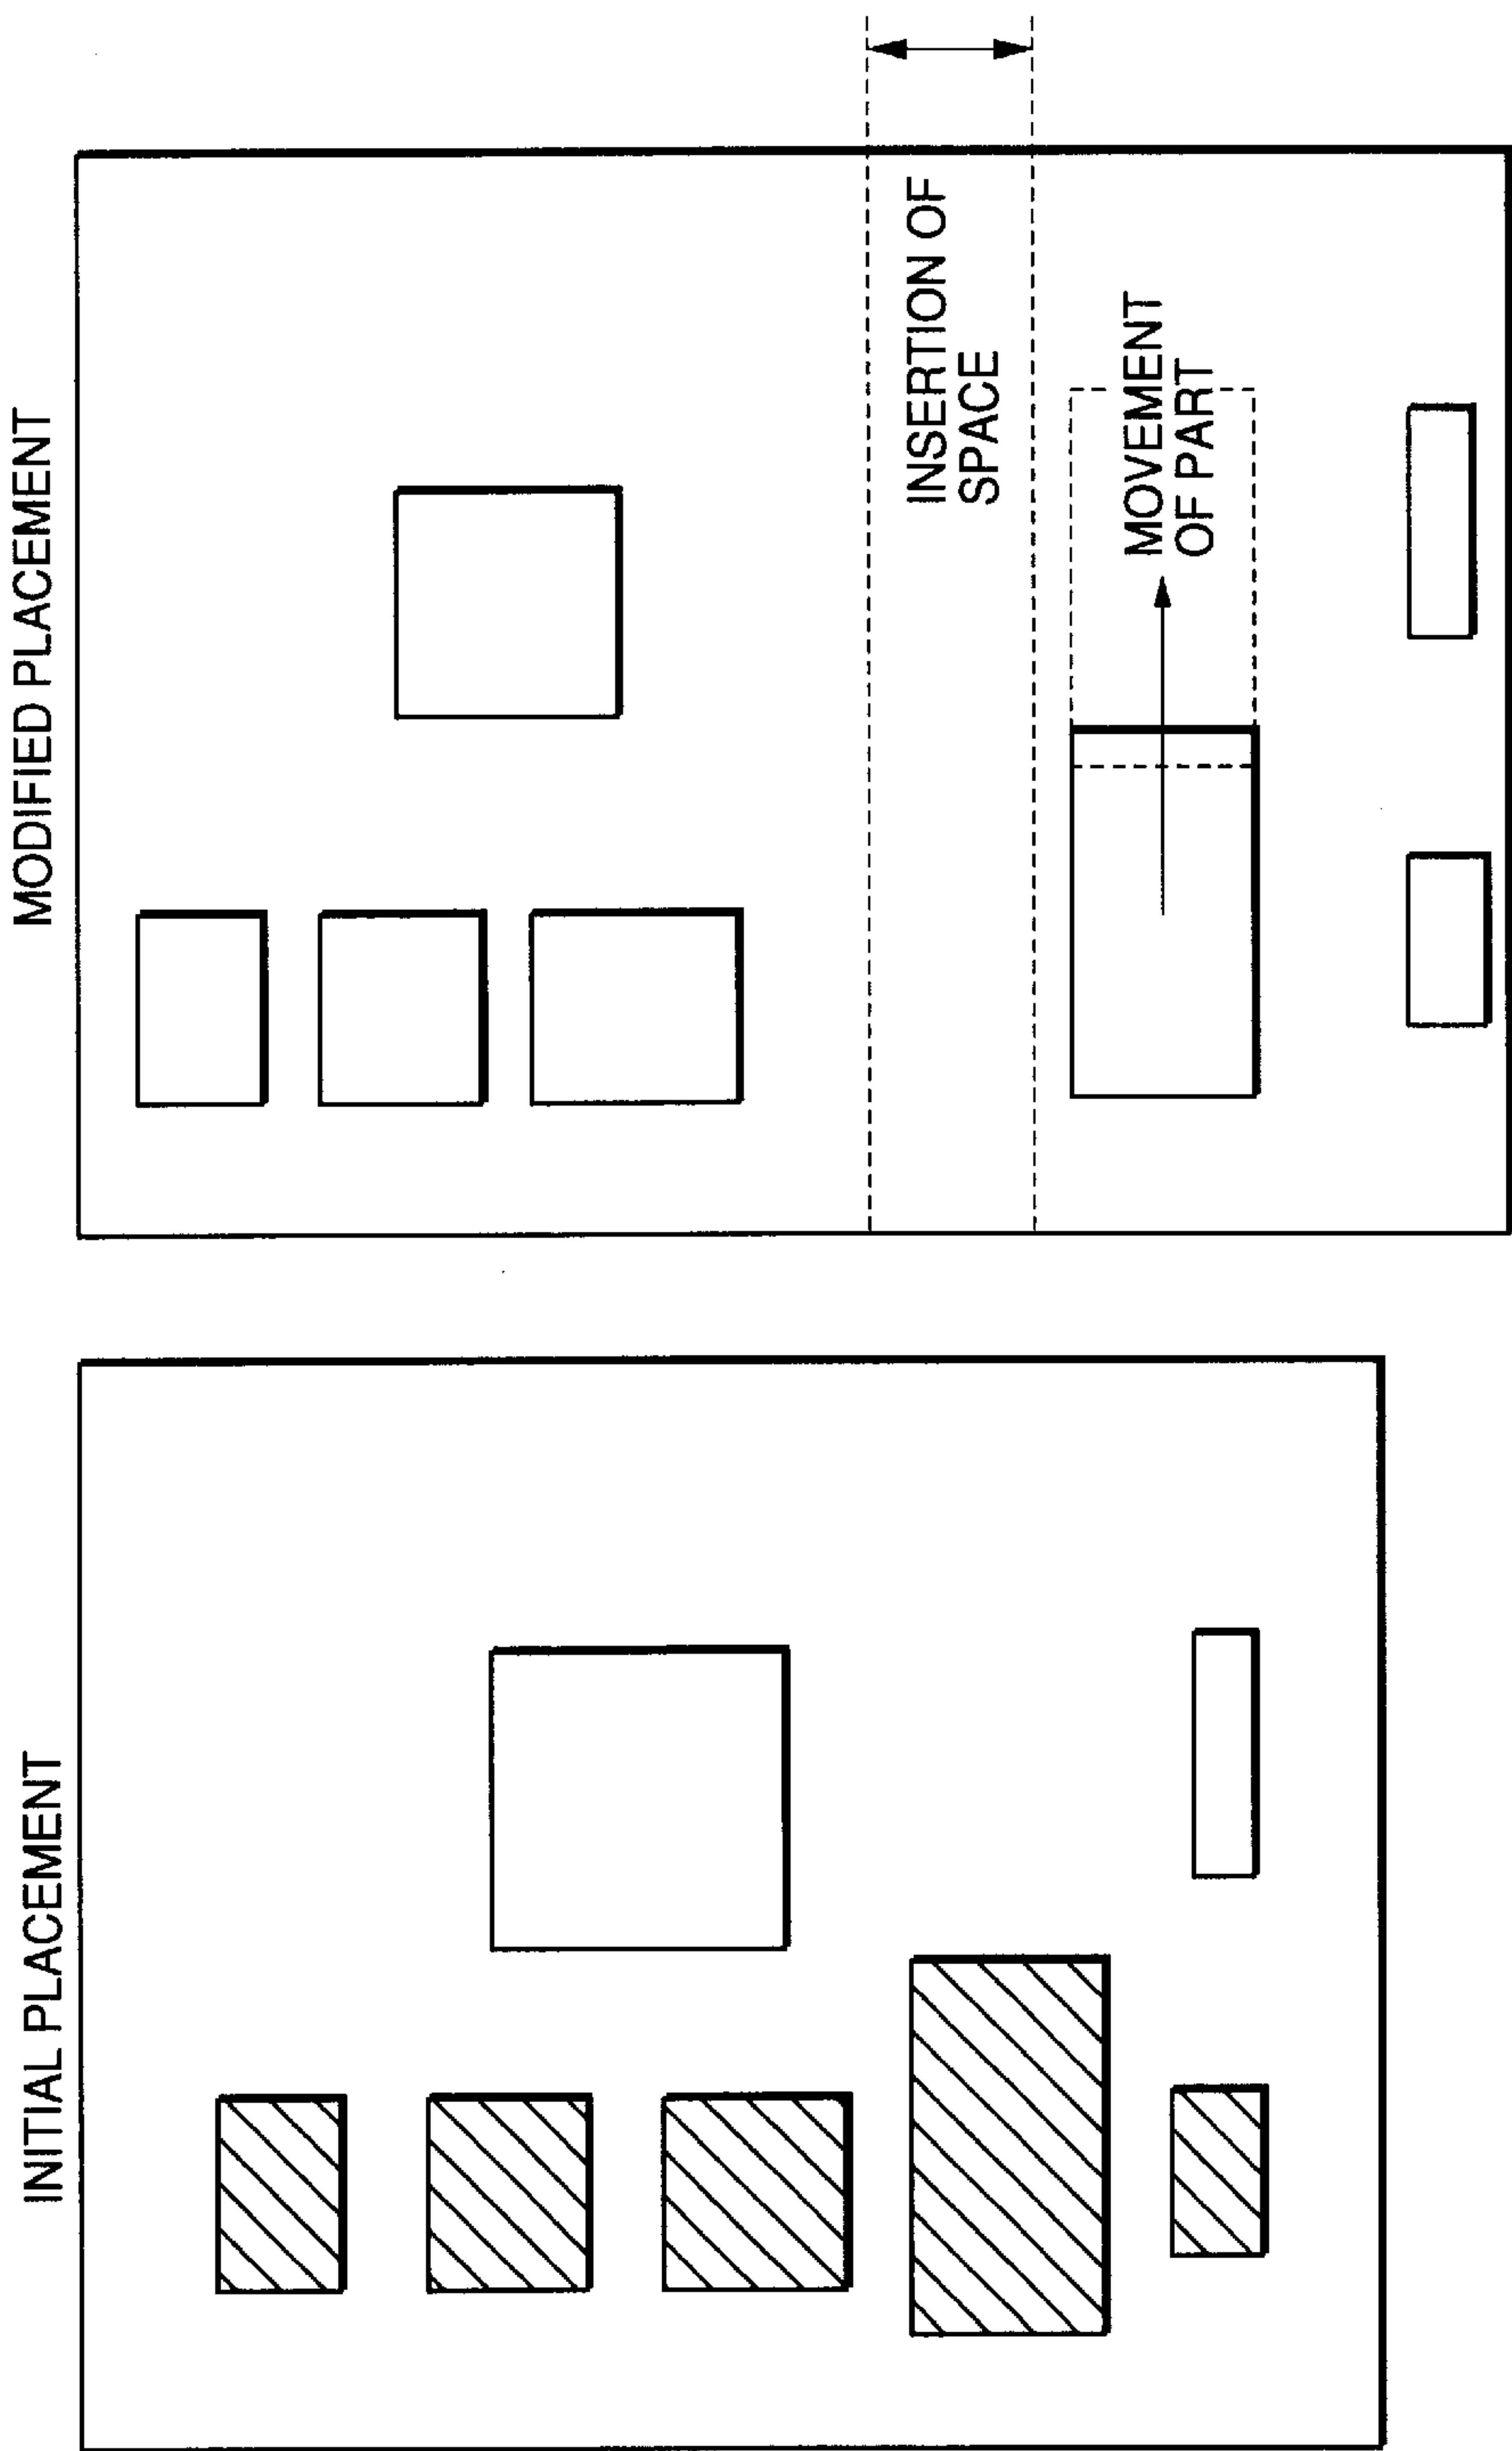 INITIAL PLACEMENT
MODIFIED PLACEMENT
INSERTION OF
SPACE
MOVEMENT
OF PART